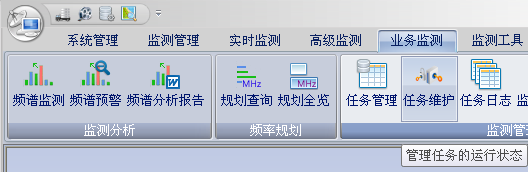 系统管理 监测管理 实时监测 高级监测 业务监测 监测工具
MHz MHz
频谱监测 频谱预警 频谱分析报告 规划查询 规划全览 任务管理 任务维护 任务日志
监测分析 频率规划 监测管
管理任务的运行状态